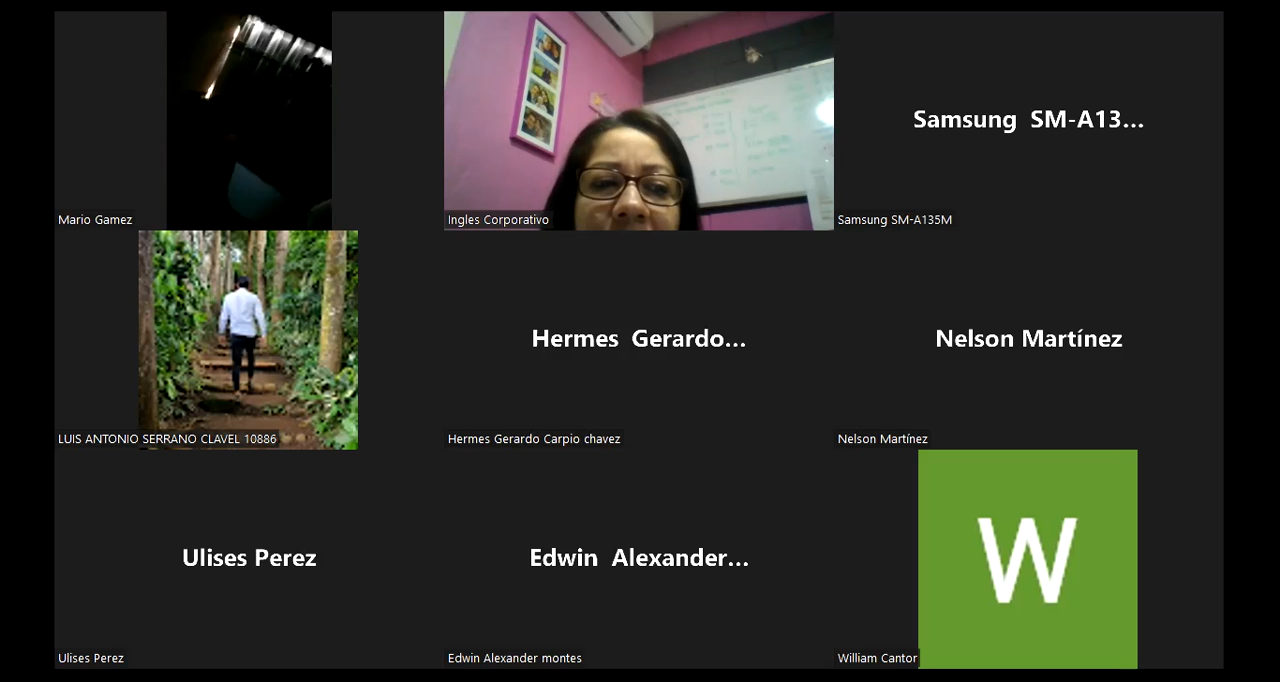 Samsung SM-A13...
Mario Gamez
Ingles Corporativo
Samsung SM-A135M
Hermes Gerardo...
Nelson Martínez
LUIS ANTONIO SERRANO CLAVEL 10886
Hermes Gerardo Carpio chavez
Nelson Martínez
Ulises Perez
Edwin Alexander...
W
Ulises Perez
Edwin Alexander montes
William Cantor